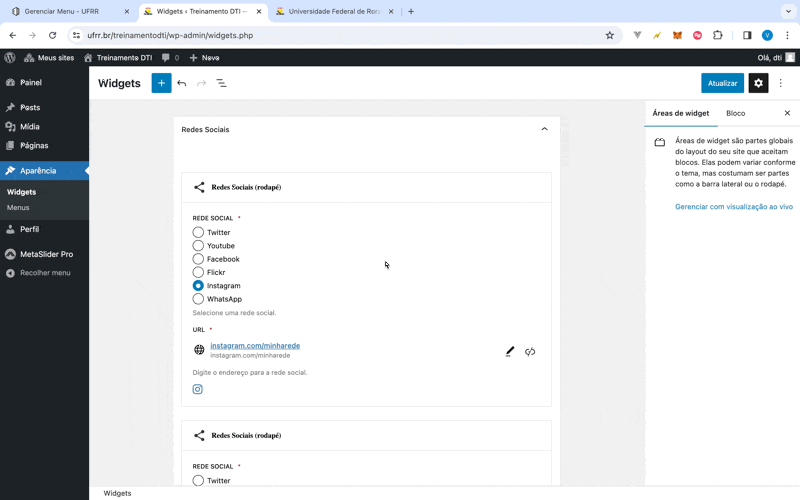 Gerenciar Menu - UFRR
Widgets ‹ Treinamento DTI —
Universidade Federal de Ror
ufrr.br/treinamentodti/wp-admin/widgets.php
Meus sites
Treinamento DTI
0
Novo
Olá, dti
Painel
Posts
Mídia
Páginas
Aparência
Widgets
Menus
Perfil
MetaSlider Pro
Recolher menu
Widgets
Atualizar
Redes Sociais
Redes Sociais (rodapé)
REDE SOCIAL *
Twitter
Youtube
Facebook
Flickr
Instagram
WhatsApp
Selecione uma rede social.
URL *
instagram.com/minharede
instagram.com/minharede
Digite o endereço para a rede social.
Redes Sociais (rodapé)
REDE SOCIAL *
Twitter
Áreas de widget
Bloco
Áreas de widget são partes globais
do layout do seu site que aceitam
blocos. Elas podem variar conforme
o tema, mas costumam ser partes
como a barra lateral ou o rodapé.
Gerenciar com visualização ao vivo
Widgets